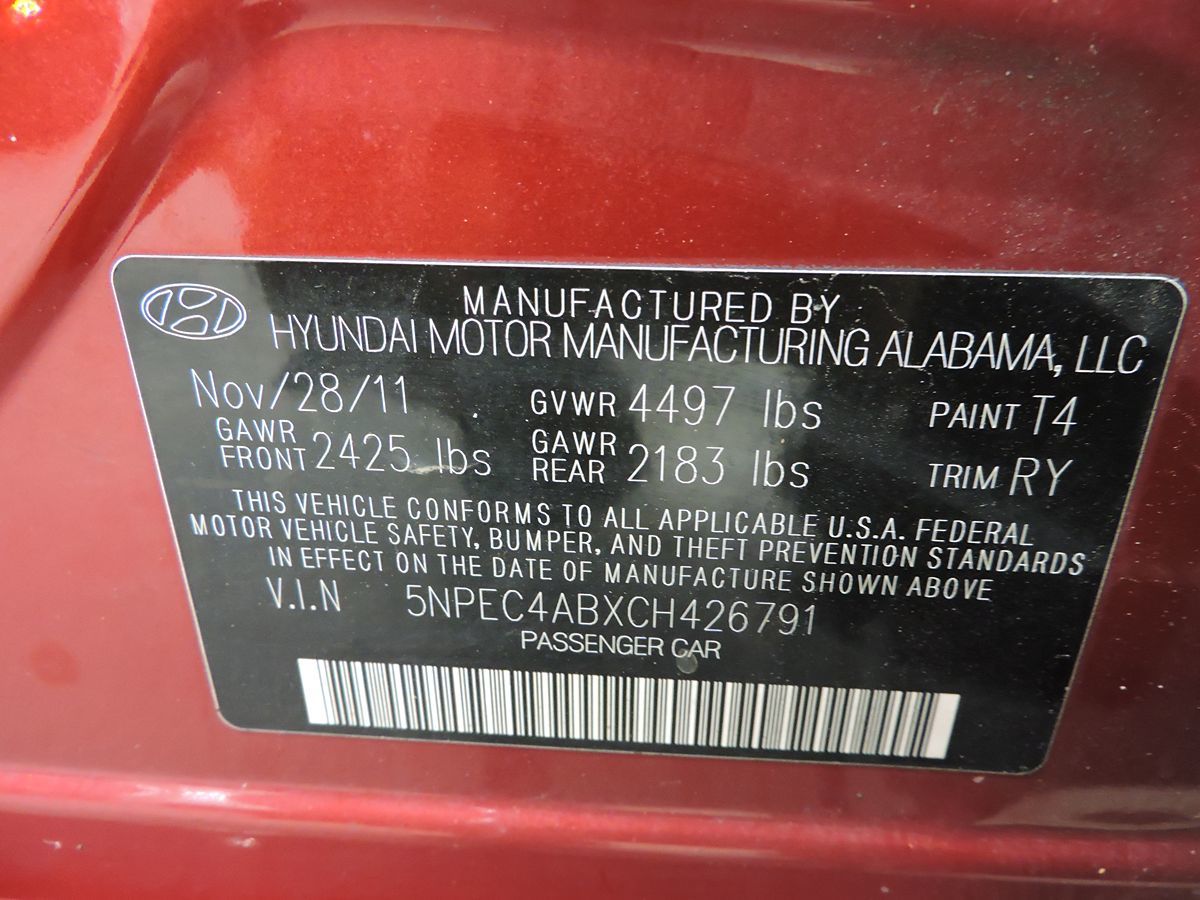 MANUFACTURED BY
HYUNDAI MOTOR MANUFACTURING ALABAMA, LLC
Nov/28/11 GVWR 4497 lbs PAINT T4
GAWR FRONT 2425 lbs GAWR REAR 2183 lbs TRIM RY
THIS VEHICLE CONFORMS TO ALL APPLICABLE U.S.A. FEDERAL
MOTOR VEHICLE SAFETY, BUMPER, AND THEFT PREVENTION STANDARDS
IN EFFECT ON THE DATE OF MANUFACTURE SHOWN ABOVE
V.I.N 5NPEC4ABXCH426791
PASSENGER CAR